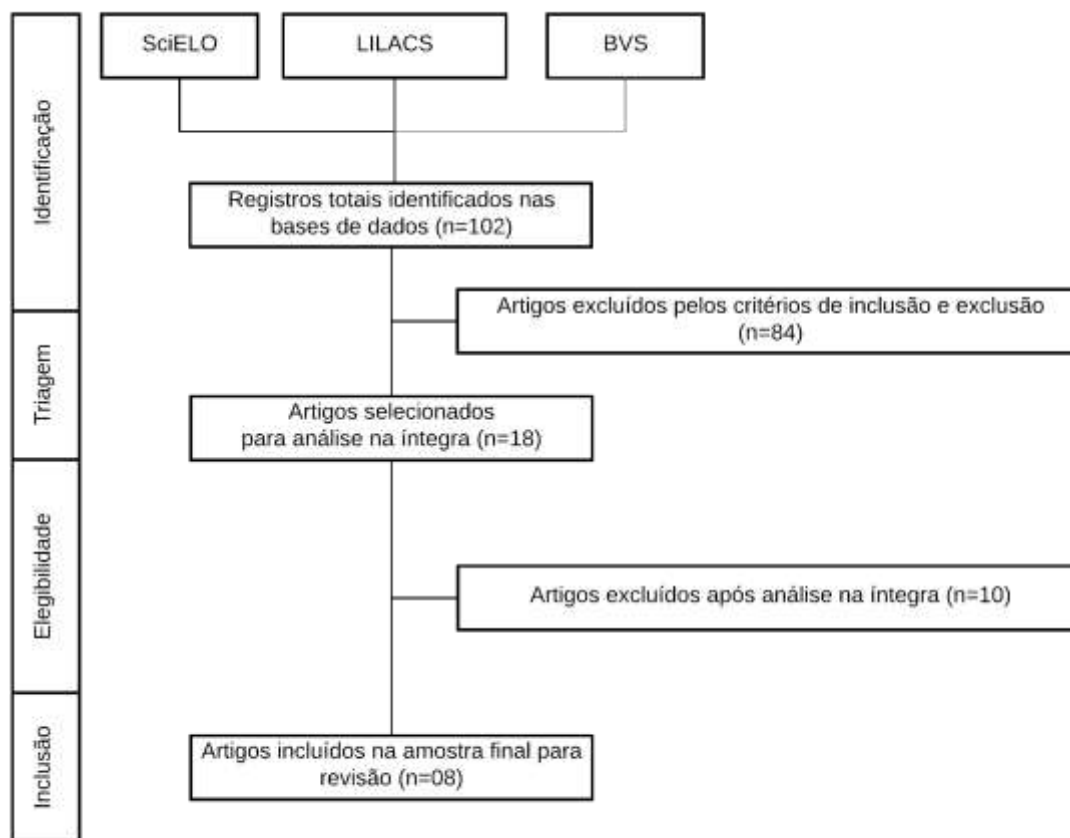 SciELO
LILACS
BVS
Identificação
Registros totais identificados nas
bases de dados (n=102)
Artigos excluídos pelos critérios de inclusão e exclusão
(n=84)
Triagem
Artigos selecionados
para análise na íntegra (n=18)
Elegibilidade
Artigos excluídos após análise na íntegra (n=10)
Inclusão
Artigos incluídos na amostra final para
revisão (n=08)